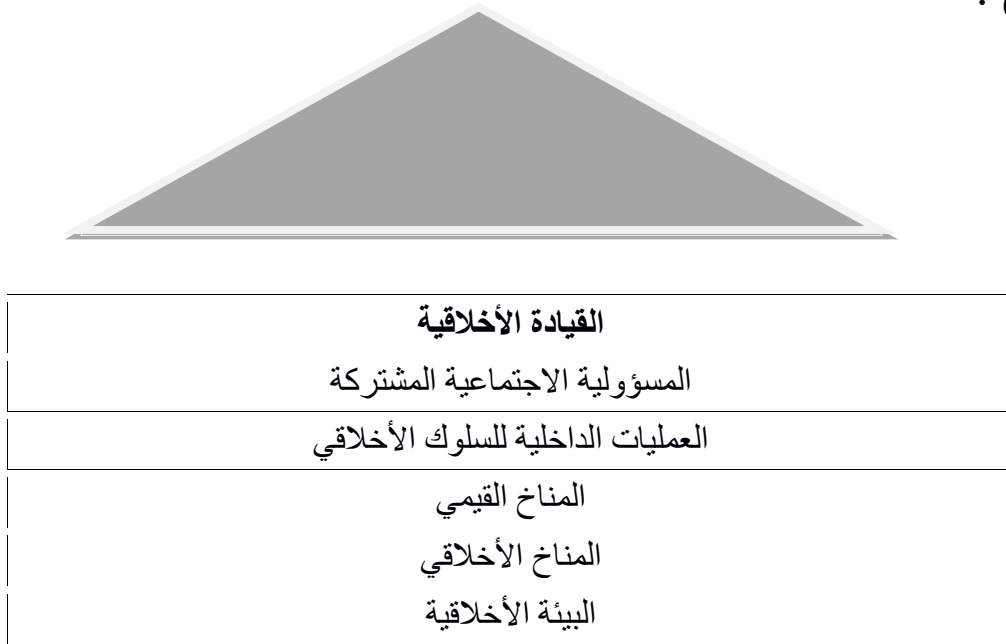 القيادة الأخلاقية
المسؤولية الاجتماعية المشتركة
العمليات الداخلية للسلوك الأخلاقي
المناخ القيمي
المناخ الأخلاقي
البيئة الأخلاقية